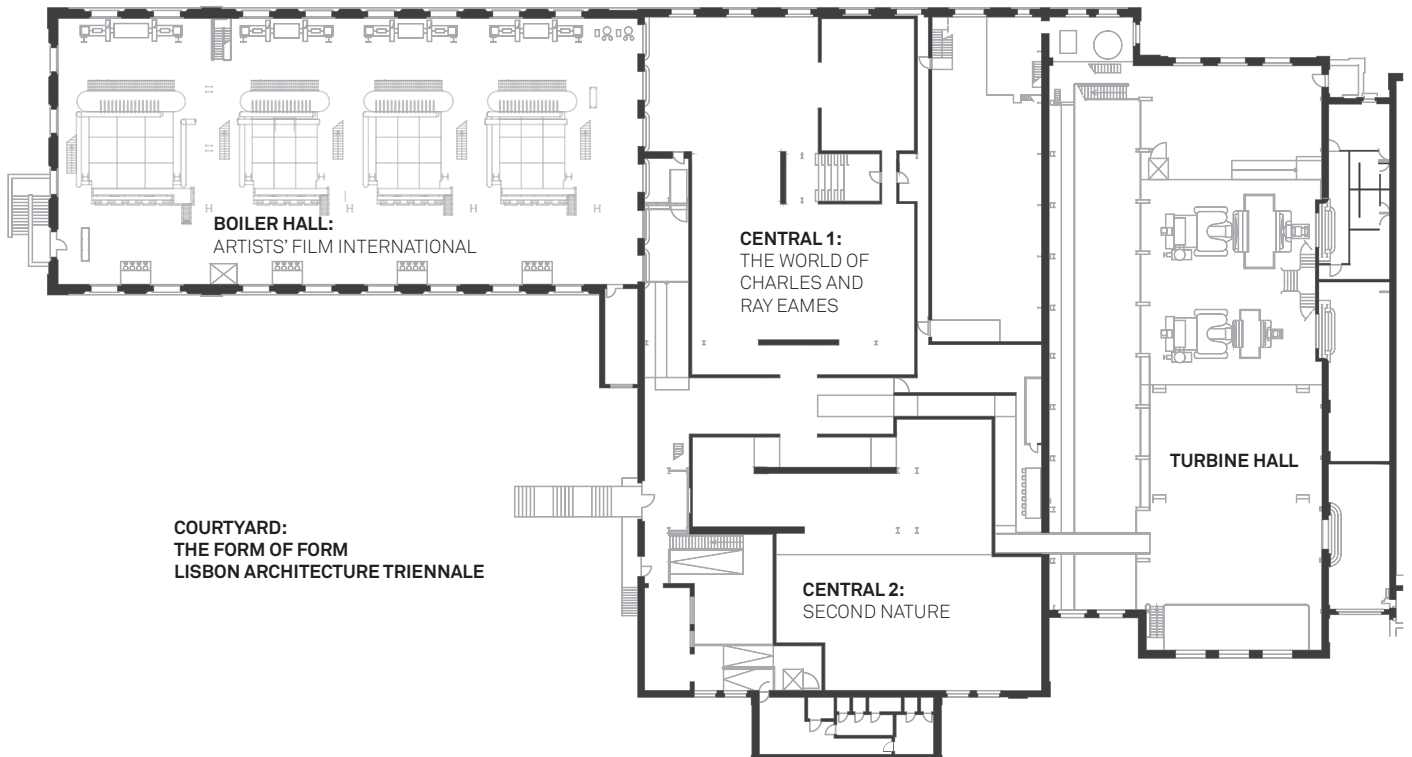 BOILER HALL:
ARTISTS’ FILM INTERNATIONAL
CENTRAL 1:
THE WORLD OF
CHARLES AND
RAY EAMES
TURBINE HALL
COURTYARD:
THE FORM OF FORM
LISBON ARCHITECTURE TRIENNALE
CENTRAL 2:
SECOND NATURE